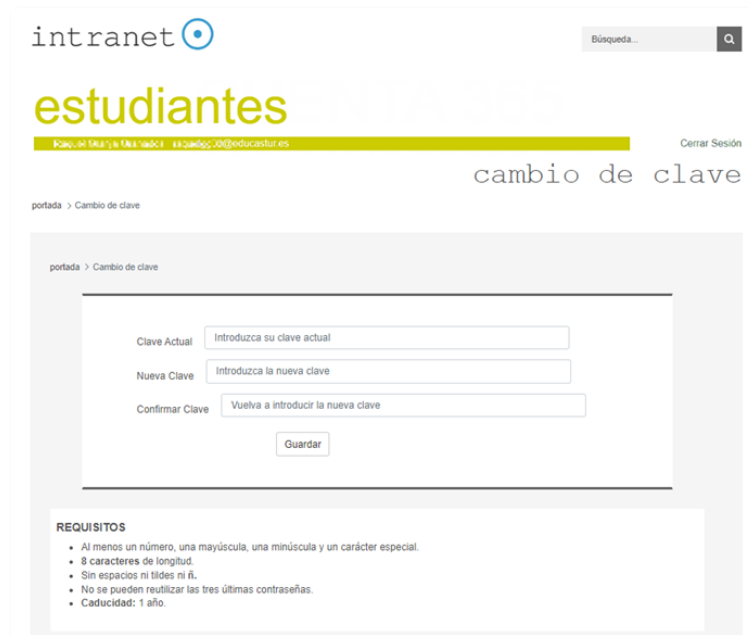 intranet
Búsqueda...
estudiantes
@educastur.es
Cerrar Sesión
cambio de clave
portada > Cambio de clave
portada > Cambio de clave
Clave Actual Introduzca su clave actual
Nueva Clave Introduzca la nueva clave
Confirmar Clave Vuelva a introducir la nueva clave
Guardar
REQUISITOS
• Al menos un número, una mayúscula, una minúscula y un carácter especial.
• 8 caracteres de longitud.
• Sin espacios ni tildes ni ñ.
• No se pueden reutilizar las tres últimas contraseñas.
• Caducidad: 1 año.